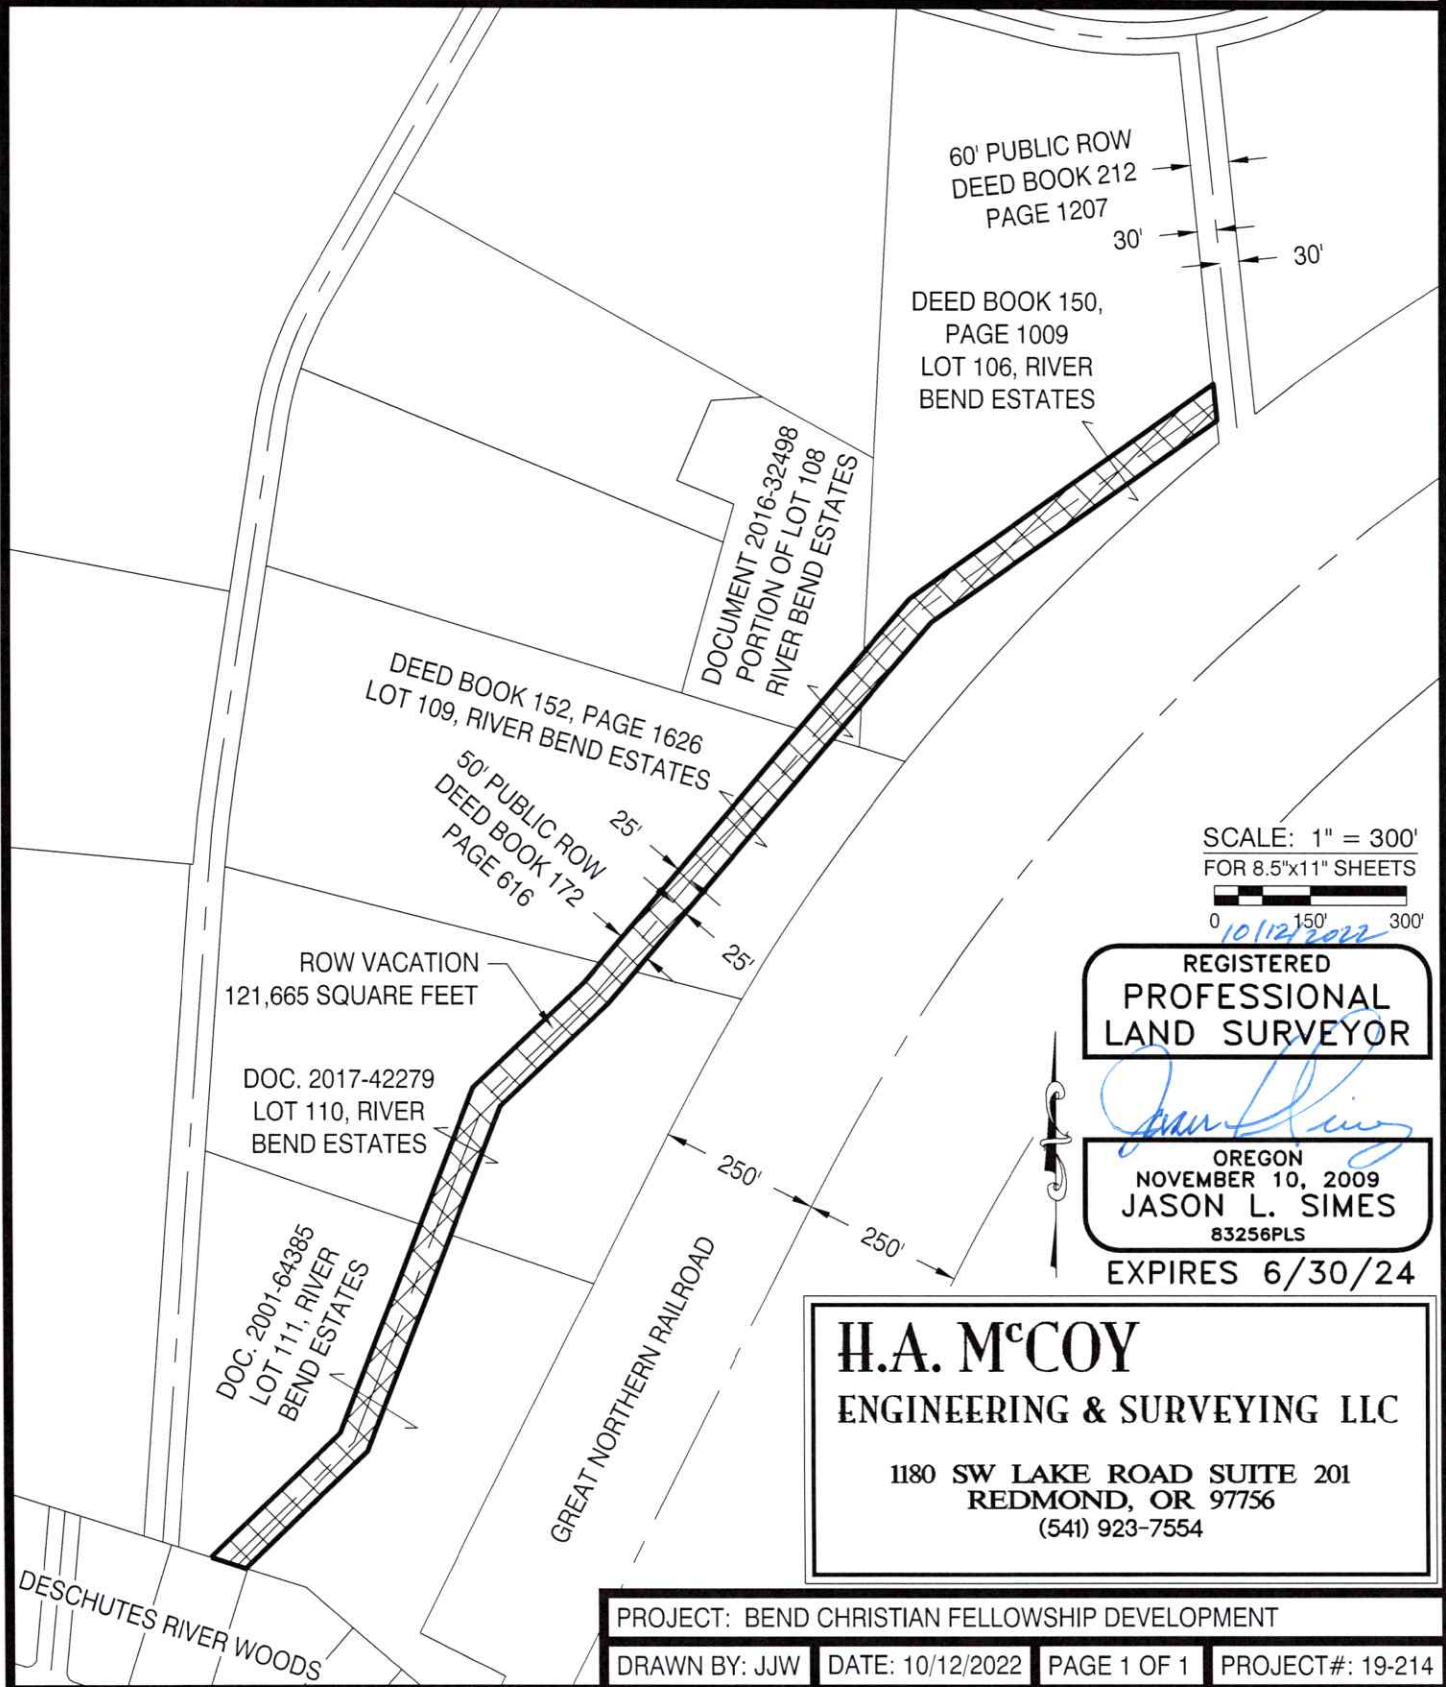 60' PUBLIC ROW
DEED BOOK 212
PAGE 1207
30'
30'
DEED BOOK 150,
PAGE 1009
LOT 106, RIVER
BEND ESTATES
DOCUMENT 2016-32498
PORTION OF LOT 108
RIVER BEND ESTATES
DEED BOOK 152, PAGE 1626
LOT 109, RIVER BEND ESTATES
50' PUBLIC ROW
DEED BOOK 172
PAGE 616
25'
25'
ROW VACATION
121,665 SQUARE FEET
DOC. 2017-42279
LOT 110, RIVER
BEND ESTATES
DOC. 2001-64385
LOT 111, RIVER
BEND ESTATES
250'
250'
GREAT NORTHERN RAILROAD
DESCHUTES RIVER WOODS
SCALE: 1" = 300'
FOR 8.5"x11" SHEETS
0 150' 300'
10/12/2022
REGISTERED
PROFESSIONAL
LAND SURVEYOR
OREGON
NOVEMBER 10, 2009
JASON L. SIMES
83256PLS
EXPIRES 6/30/24
H.A. McCOY
ENGINEERING & SURVEYING LLC
1180 SW LAKE ROAD SUITE 201
REDMOND, OR 97756
(541) 923-7554
PROJECT: BEND CHRISTIAN FELLOWSHIP DEVELOPMENT
DRAWN BY: JJW DATE: 10/12/2022 PAGE 1 OF 1 PROJECT#: 19-214